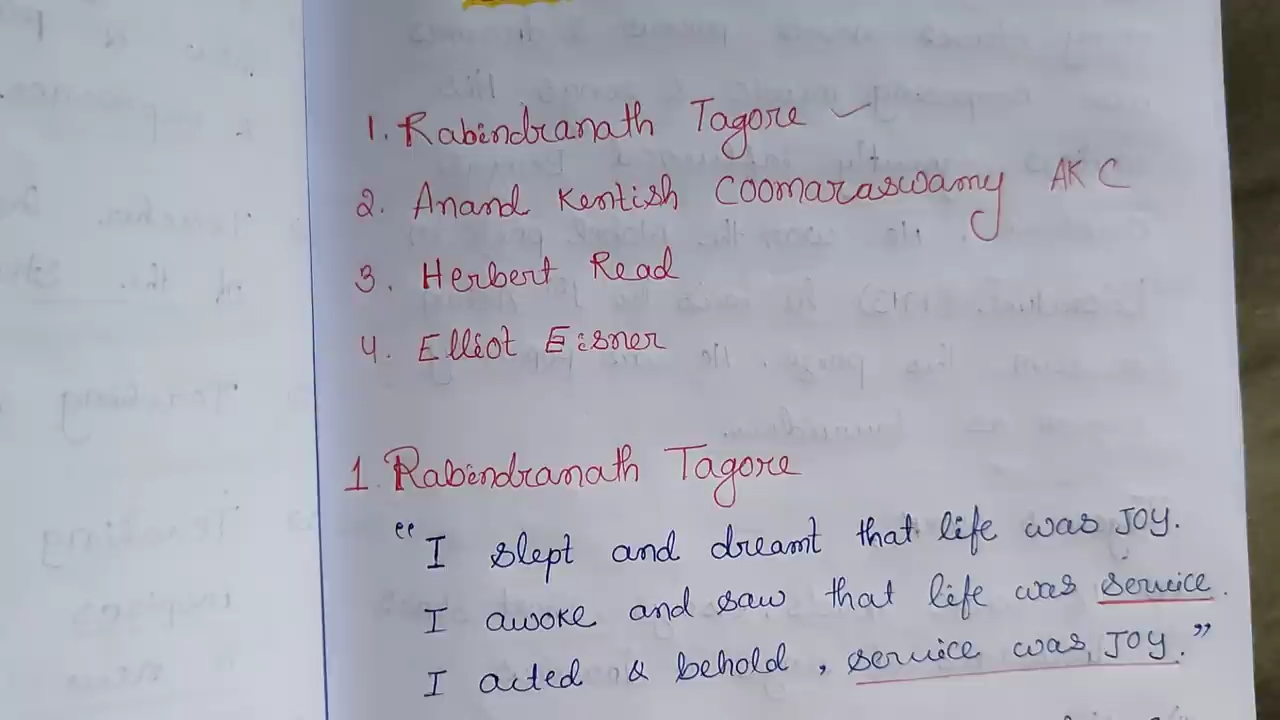 1. Rabindranath Tagore ✓
2. Anand Kentish Coomaraswamy AKC
3. Herbert Read
4. Elliot Eisner
1. Rabindranath Tagore
"I slept and dreamt that life was JOY.
I awoke and saw that life was service.
I acted & behold, service was JOY."